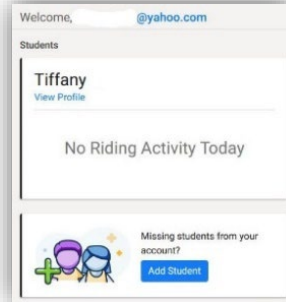 Welcome, @yahoo.com
Students
Tiffany
View Profile
No Riding Activity Today
Missing students from your
account?
Add Student